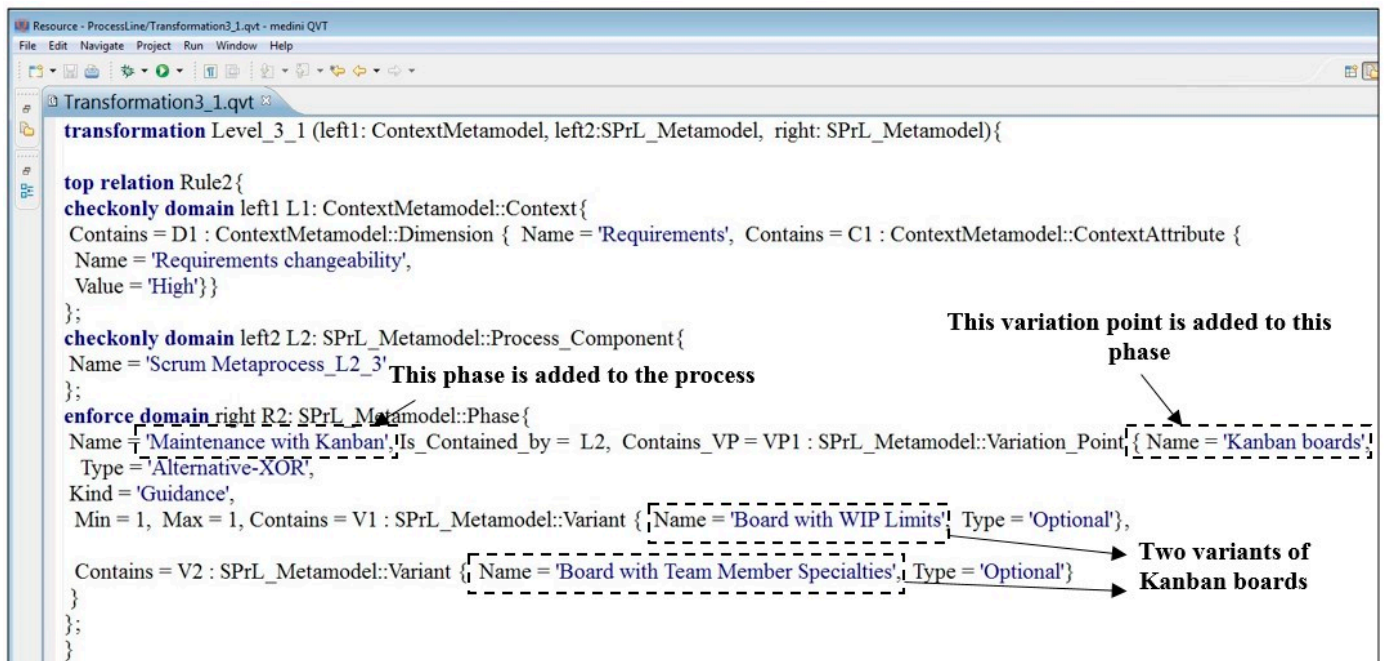 Resource - ProcessLine/Transformation3_1.qvt - medini QVT
File Edit Navigate Project Run Window Help
Transformation3_1.qvt
transformation Level_3_1 (left1: ContextMetamodel, left2:SPrL_Metamodel, right: SPrL_Metamodel){
top relation Rule2{
checkonly domain left1 L1: ContextMetamodel::Context{
Contains = D1 : ContextMetamodel::Dimension { Name = 'Requirements', Contains = C1 : ContextMetamodel::ContextAttribute {
Name = 'Requirements changeability',
Value = 'High'}}
};
checkonly domain left2 L2: SPrL_Metamodel::Process_Component{
This variation point is added to this
phase
Name = 'Scrum Metaprocess_L2_3'
This phase is added to the process
};
enforce domain right R2: SPrL_Metamodel::Phase{
Name = 'Maintenance with Kanban', Is_Contained_by = L2, Contains_VP = VP1 : SPrL_Metamodel::Variation_Point { Name = 'Kanban boards',
Type = 'Alternative-XOR',
Kind = 'Guidance',
Min = 1, Max = 1, Contains = V1 : SPrL_Metamodel::Variant { Name = 'Board with WIP Limits', Type = 'Optional'},
Two variants of
Kanban boards
Contains = V2 : SPrL_Metamodel::Variant { Name = 'Board with Team Member Specialties', Type = 'Optional'}
}
};
}